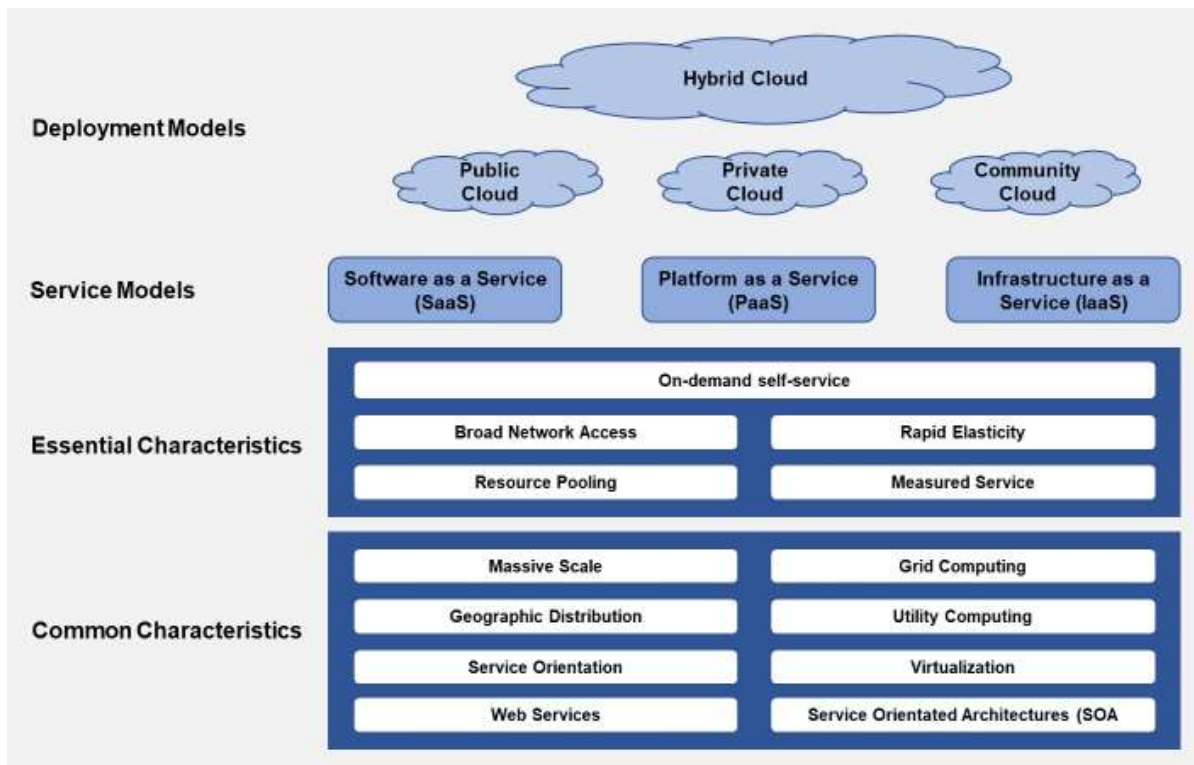 Hybrid Cloud
Deployment Models
Public
Cloud
Private
Cloud
Community
Cloud
Service Models
Software as a Service
(SaaS)
Platform as a Service
(PaaS)
Infrastructure as a
Service (IaaS)
On-demand self-service
Essential Characteristics
Broad Network Access
Rapid Elasticity
Resource Pooling
Measured Service
Common Characteristics
Massive Scale
Grid Computing
Geographic Distribution
Utility Computing
Service Orientation
Virtualization
Web Services
Service Orientated Architectures (SOA